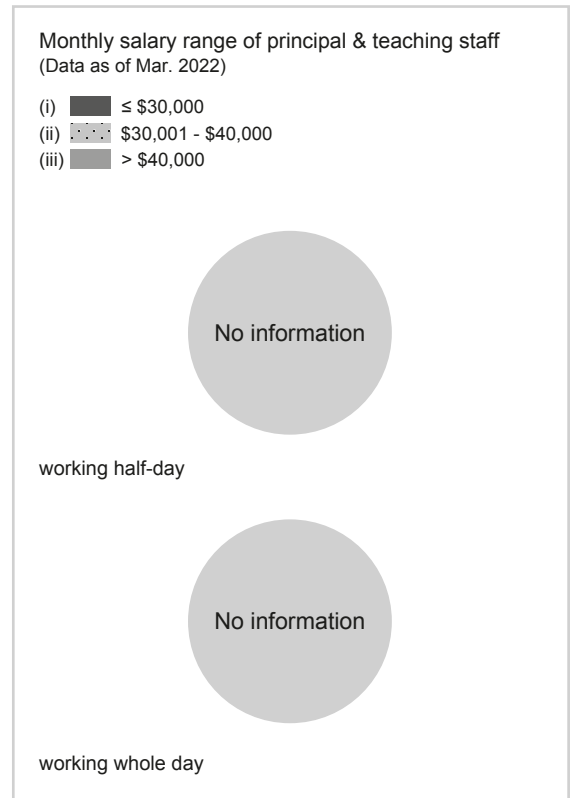 Monthly salary range of principal & teaching staff
(Data as of Mar. 2022)
(i) ≤ $30,000
(ii) $30,001 - $40,000
(iii) > $40,000
No information
working half-day
No information
working whole day